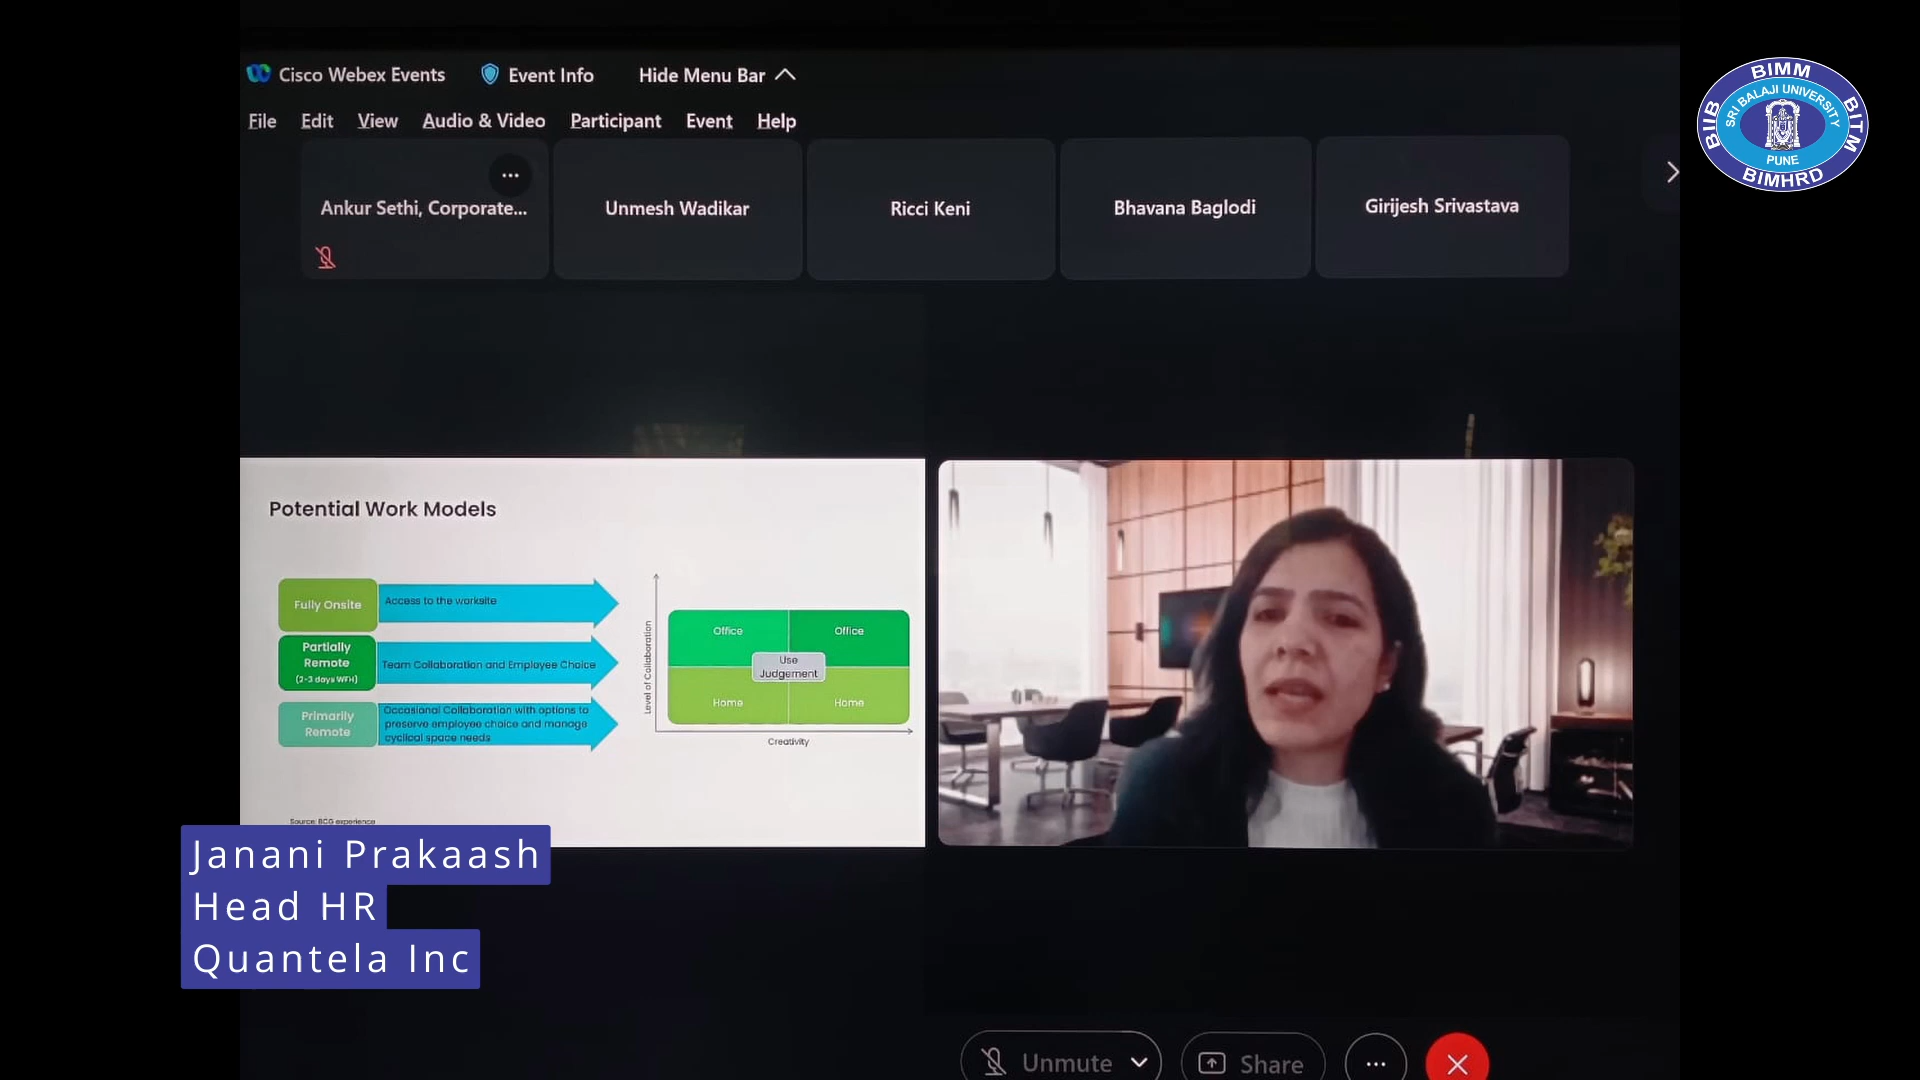 Cisco Webex Events
Event Info
Hide Menu Bar
File
Edit
View
Audio & Video
Participant
Event
Help
BIMM
BIIB
SRI BALAJI UNIVERSITY
BITM
PUNE
BIMHRD
...
Ankur Sethi, Corporate...
Unmesh Wadikar
Ricci Keni
Bhavana Baglodi
Girijesh Srivastava
Potential Work Models
Fully Onsite
Access to the worksite
Partially
Remote
(2-3 days WFH)
Team Collaboration and Employee Choice
Primarily
Remote
Occasional Collaboration with options to
preserve employee choice and manage
cyclical space needs
Level of Collaboration
Office
Office
Use
Judgement
Home
Home
Creativity
Source: BCG experience
Janani Prakaash
Head HR
Quantela Inc
Unmute
Share
...